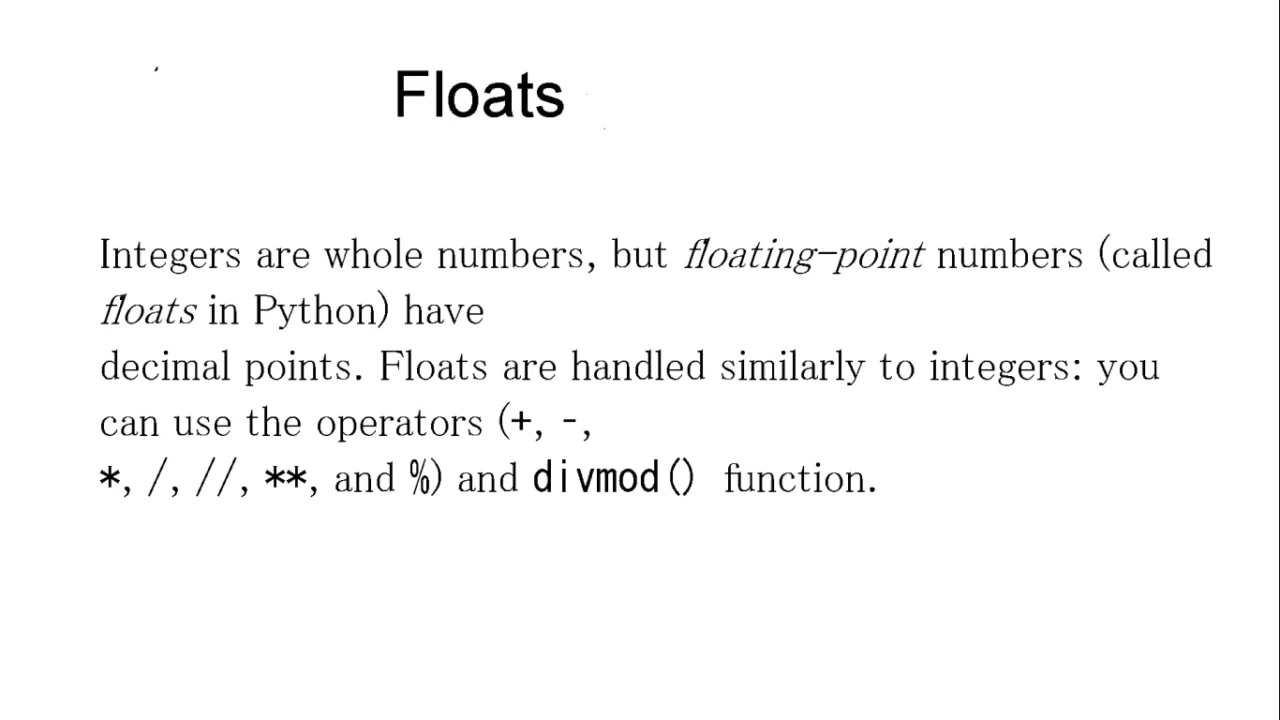 Floats
Integers are whole numbers, but floating-point numbers (called
floats in Python) have
decimal points. Floats are handled similarly to integers: you
can use the operators (+, -,
*, /, //, **, and %) and divmod() function.